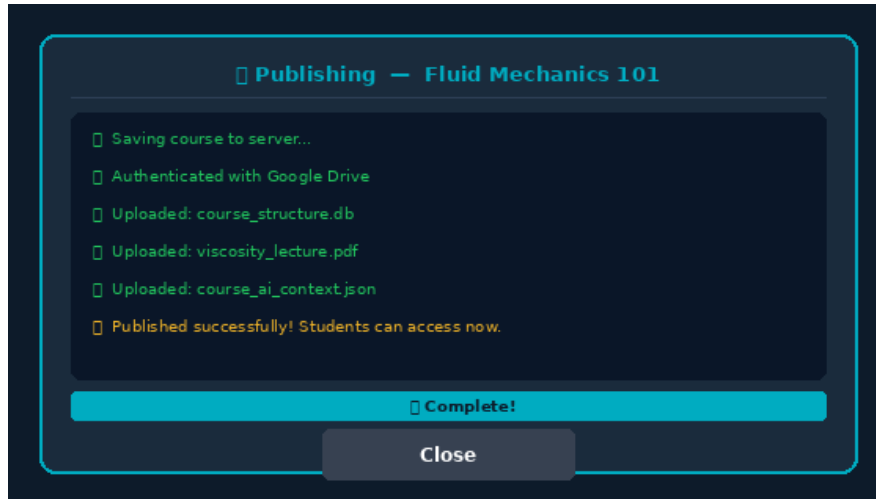 ▯ Publishing — Fluid Mechanics 101
▯ Saving course to server...
▯ Authenticated with Google Drive
▯ Uploaded: course_structure.db
▯ Uploaded: viscosity_lecture.pdf
▯ Uploaded: course_ai_context.json
▯ Published successfully! Students can access now.
▯ Complete!
Close